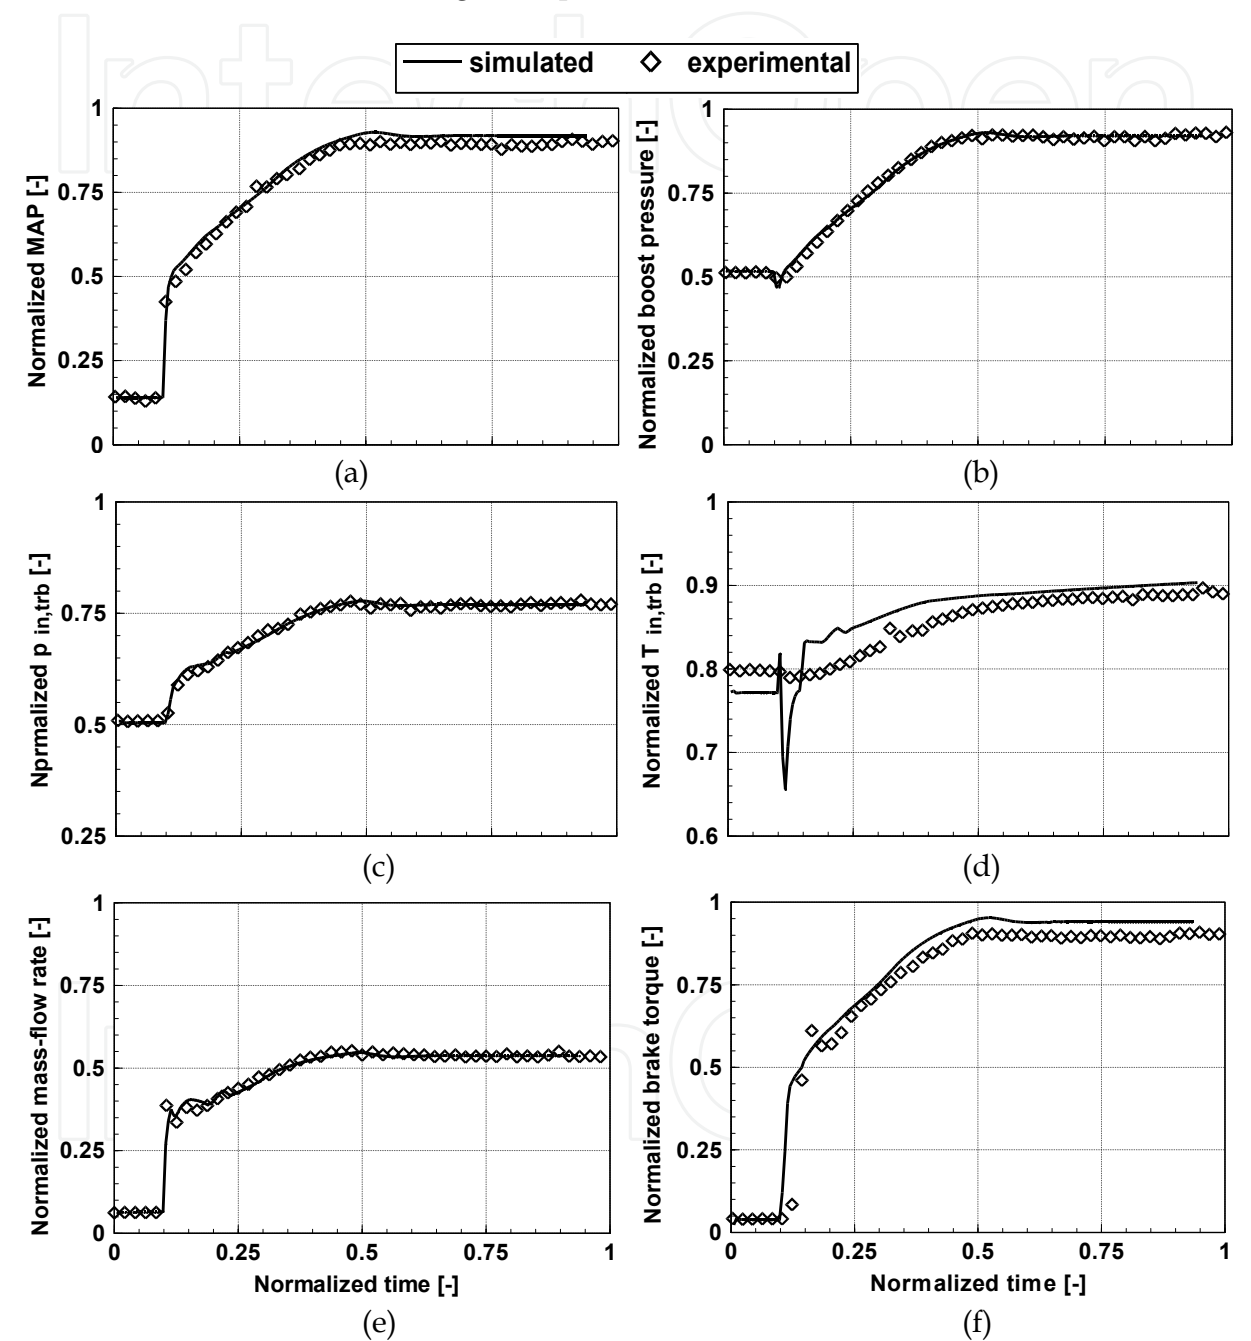 simulated experimental
1
0.75
0.5
0.25
0
Normalized MAP [-]
(a)
1
0.75
0.5
0.25
0
Normalized boost pressure [-]
(b)
1
0.75
0.5
0.25
Nprmalized p in,trb [-]
(c)
1
0.9
0.8
0.7
0.6
Normalized T in,trb [-]
(d)
1
0.75
0.5
0.25
0
Normalized mass-flow rate [-]
0 0.25 0.5 0.75 1
Normalized time [-]
(e)
1
0.75
0.5
0.25
0
Normalized brake torque [-]
0 0.25 0.5 0.75 1
Normalized time [-]
(f)